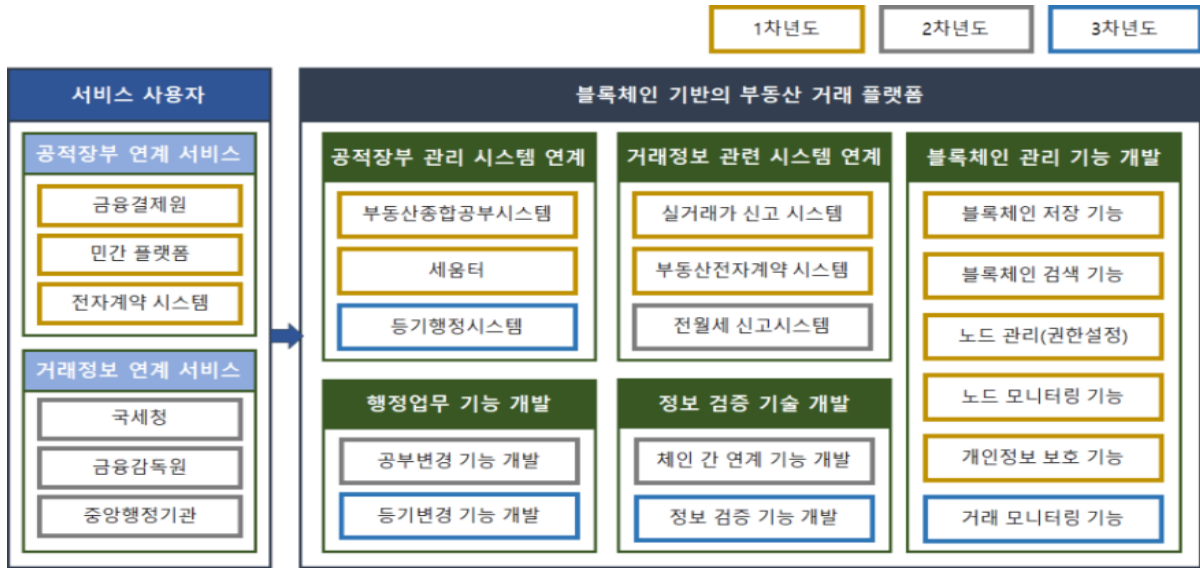 1차년도
2차년도
3차년도
서비스 사용자
공적장부 연계 서비스
금융결제원
민간 플랫폼
전자계약 시스템
거래정보 연계 서비스
국세청
금융감독원
중앙행정기관
블록체인 기반의 부동산 거래 플랫폼
공적장부 관리 시스템 연계
부동산종합공부시스템
세움터
등기행정시스템
거래정보 관련 시스템 연계
실거래가 신고 시스템
부동산전자계약 시스템
전월세 신고시스템
행정업무 기능 개발
공부변경 기능 개발
등기변경 기능 개발
정보 검증 기술 개발
체인 간 연계 기능 개발
정보 검증 기능 개발
블록체인 관리 기능 개발
블록체인 저장 기능
블록체인 검색 기능
노드 관리(권한설정)
노드 모니터링 기능
개인정보 보호 기능
거래 모니터링 기능